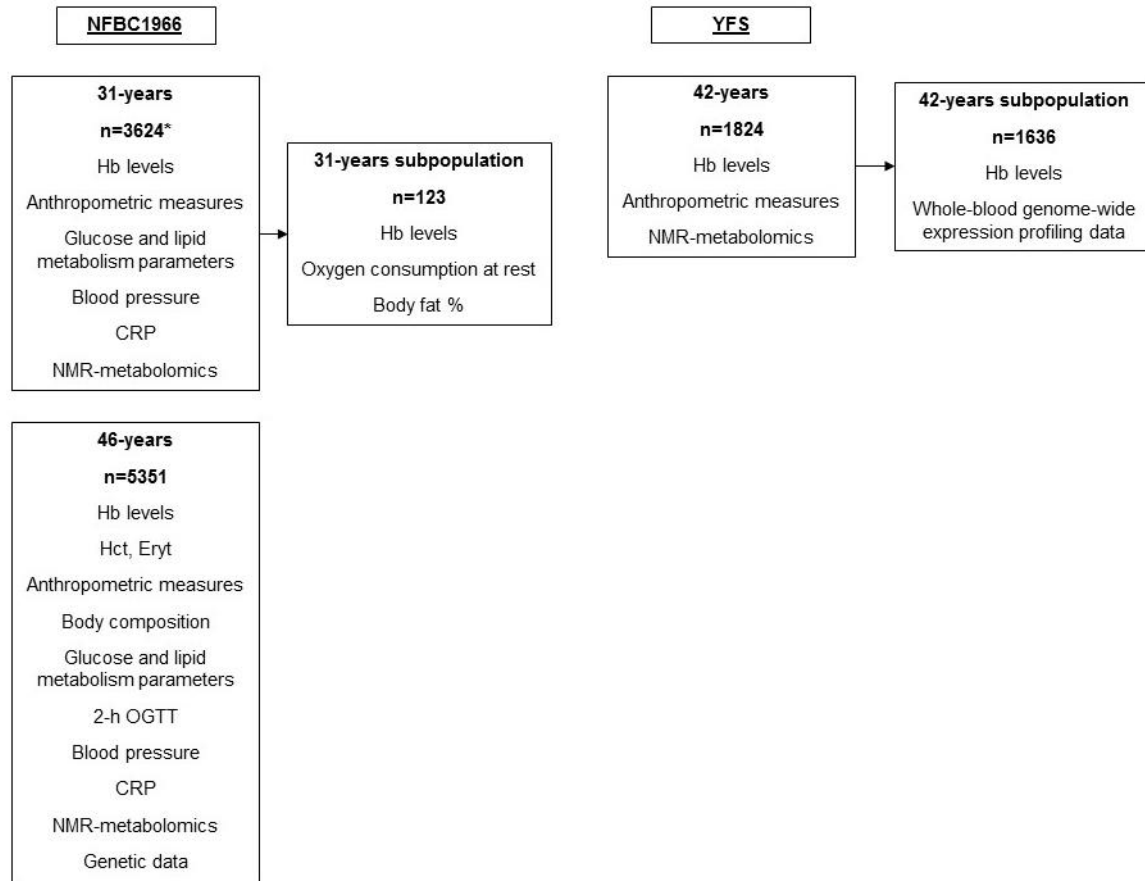 NFBC1966
31-years
n=3624*
Hb levels
Anthropometric measures
Glucose and lipid
metabolism parameters
Blood pressure
CRP
NMR-metabolomics
31-years subpopulation
n=123
Hb levels
Oxygen consumption at rest
Body fat %
46-years
n=5351
Hb levels
Hct, Eryt
Anthropometric measures
Body composition
Glucose and lipid
metabolism parameters
2-h OGTT
Blood pressure
CRP
NMR-metabolomics
Genetic data
YFS
42-years
n=1824
Hb levels
Anthropometric measures
NMR-metabolomics
42-years subpopulation
n=1636
Hb levels
Whole-blood genome-wide
expression profiling data